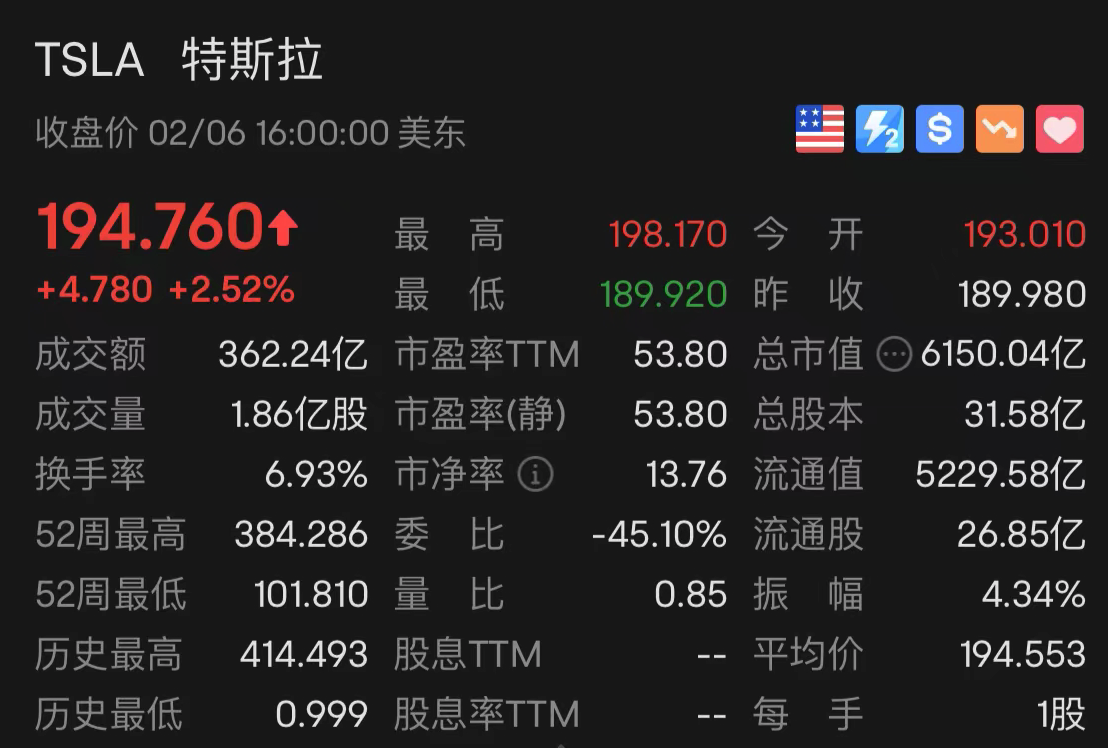 TSLA 特斯拉
收盘价 02/06 16:00:00 美东
194.760 最高 198.170 今开 193.010
+4.780 +2.52% 最低 189.920 昨收 189.980
成交额 362.24亿 市盈率TTM 53.80 总市值 6150.04亿
成交量 1.86亿股 市盈率(静) 53.80 总股本 31.58亿
换手率 6.93% 市净率 13.76 流通值 5229.58亿
52周最高 384.286 委比 -45.10% 流通股 26.85亿
52周最低 101.810 量比 0.85 振幅 4.34%
历史最高 414.493 股息TTM -- 平均价 194.553
历史最低 0.999 股息率TTM -- 每手 1股